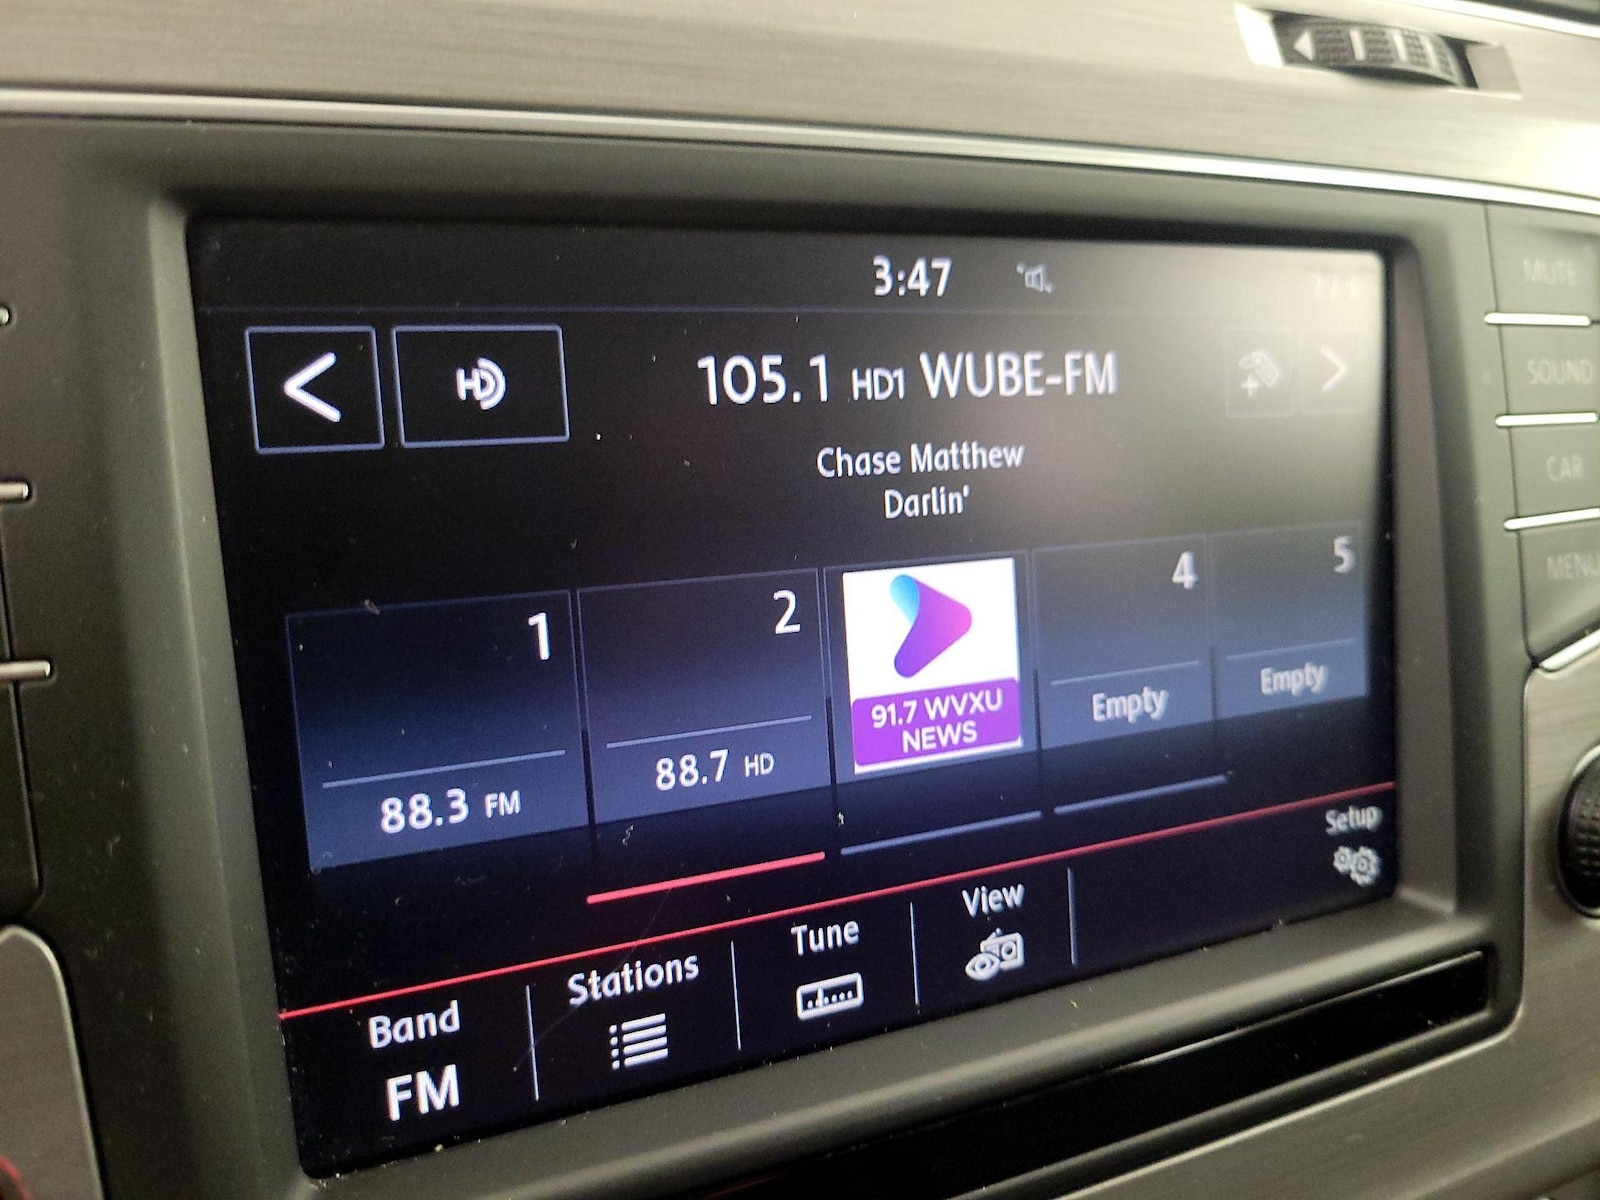 3:47
105.1 HD1 WUBE-FM
Chase Matthew
Darlin'
1
2
4
5
88.3 FM
88.7 HD
91.7 WVXU
NEWS
Empty
Empty
Band
FM
Stations
Tune
View
Setup
HD
MUTE
SOUND
CAR
MENU